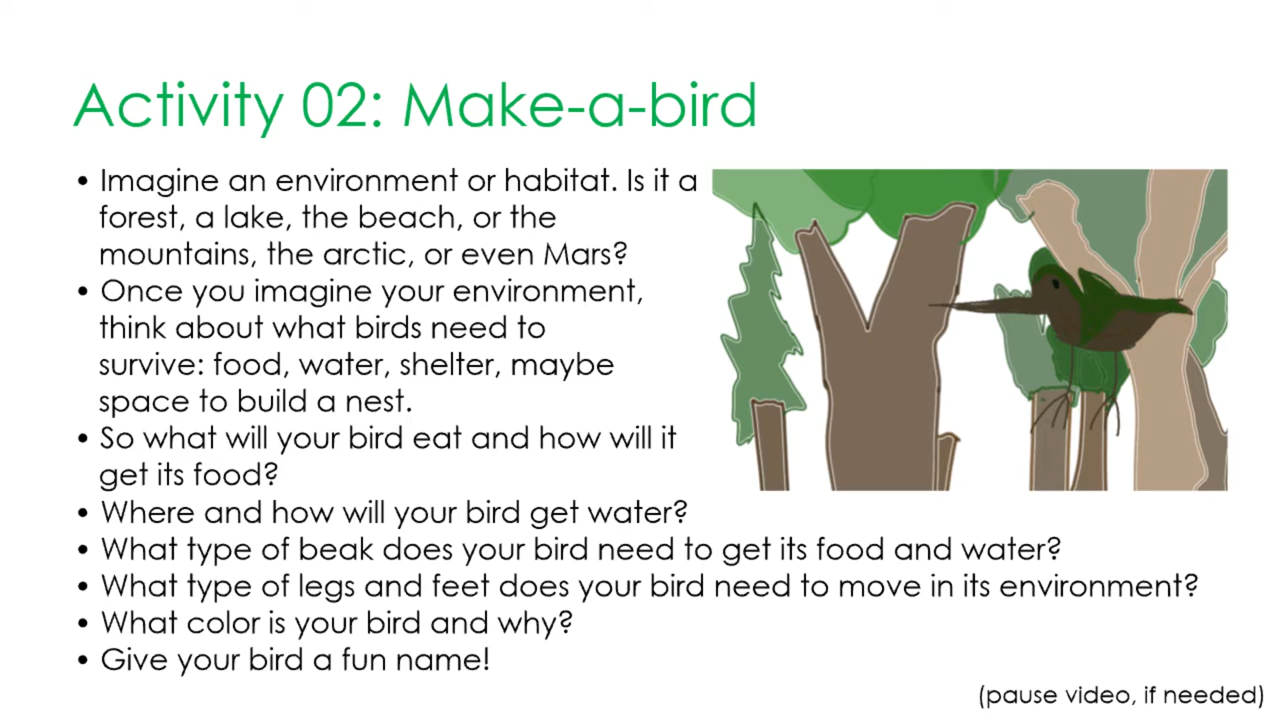 Activity 02: Make-a-bird
• Imagine an environment or habitat. Is it a
forest, a lake, the beach, or the
mountains, the arctic, or even Mars?
• Once you imagine your environment,
think about what birds need to
survive: food, water, shelter, maybe
space to build a nest.
• So what will your bird eat and how will it
get its food?
• Where and how will your bird get water?
• What type of beak does your bird need to get its food and water?
• What type of legs and feet does your bird need to move in its environment?
• What color is your bird and why?
• Give your bird a fun name!
(pause video, if needed)